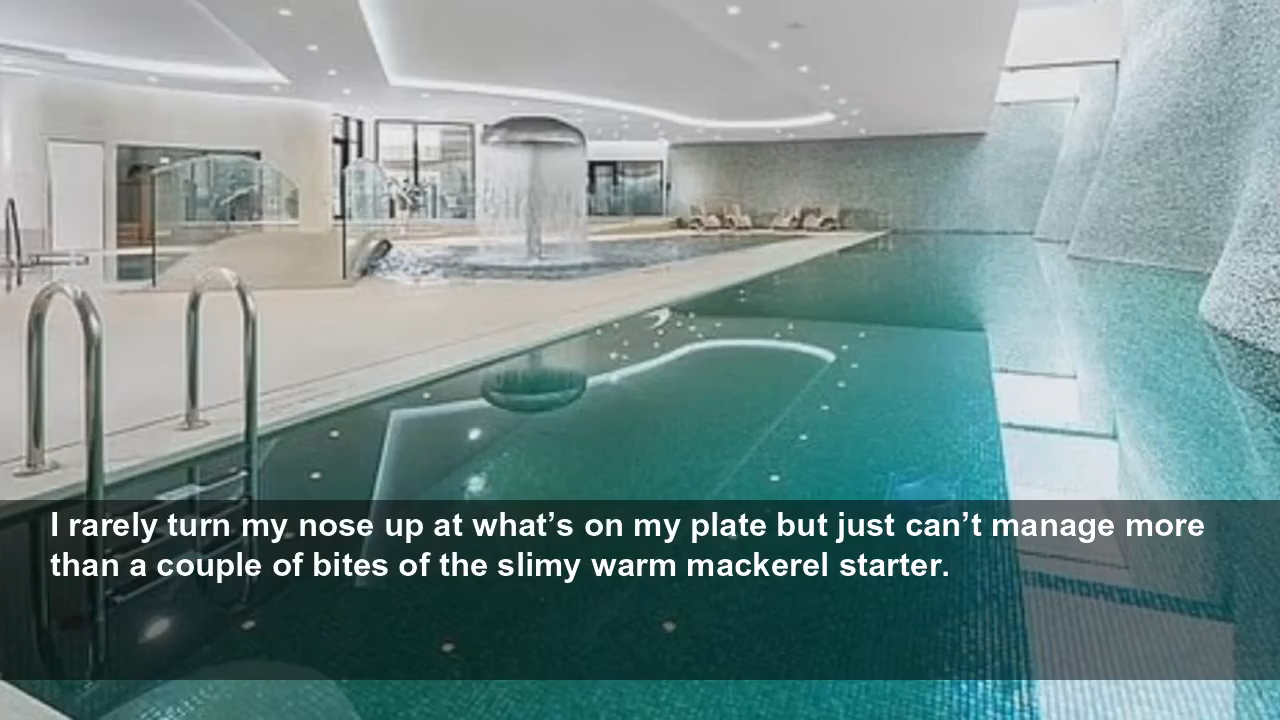 I rarely turn my nose up at what’s on my plate but just can’t manage more
than a couple of bites of the slimy warm mackerel starter.